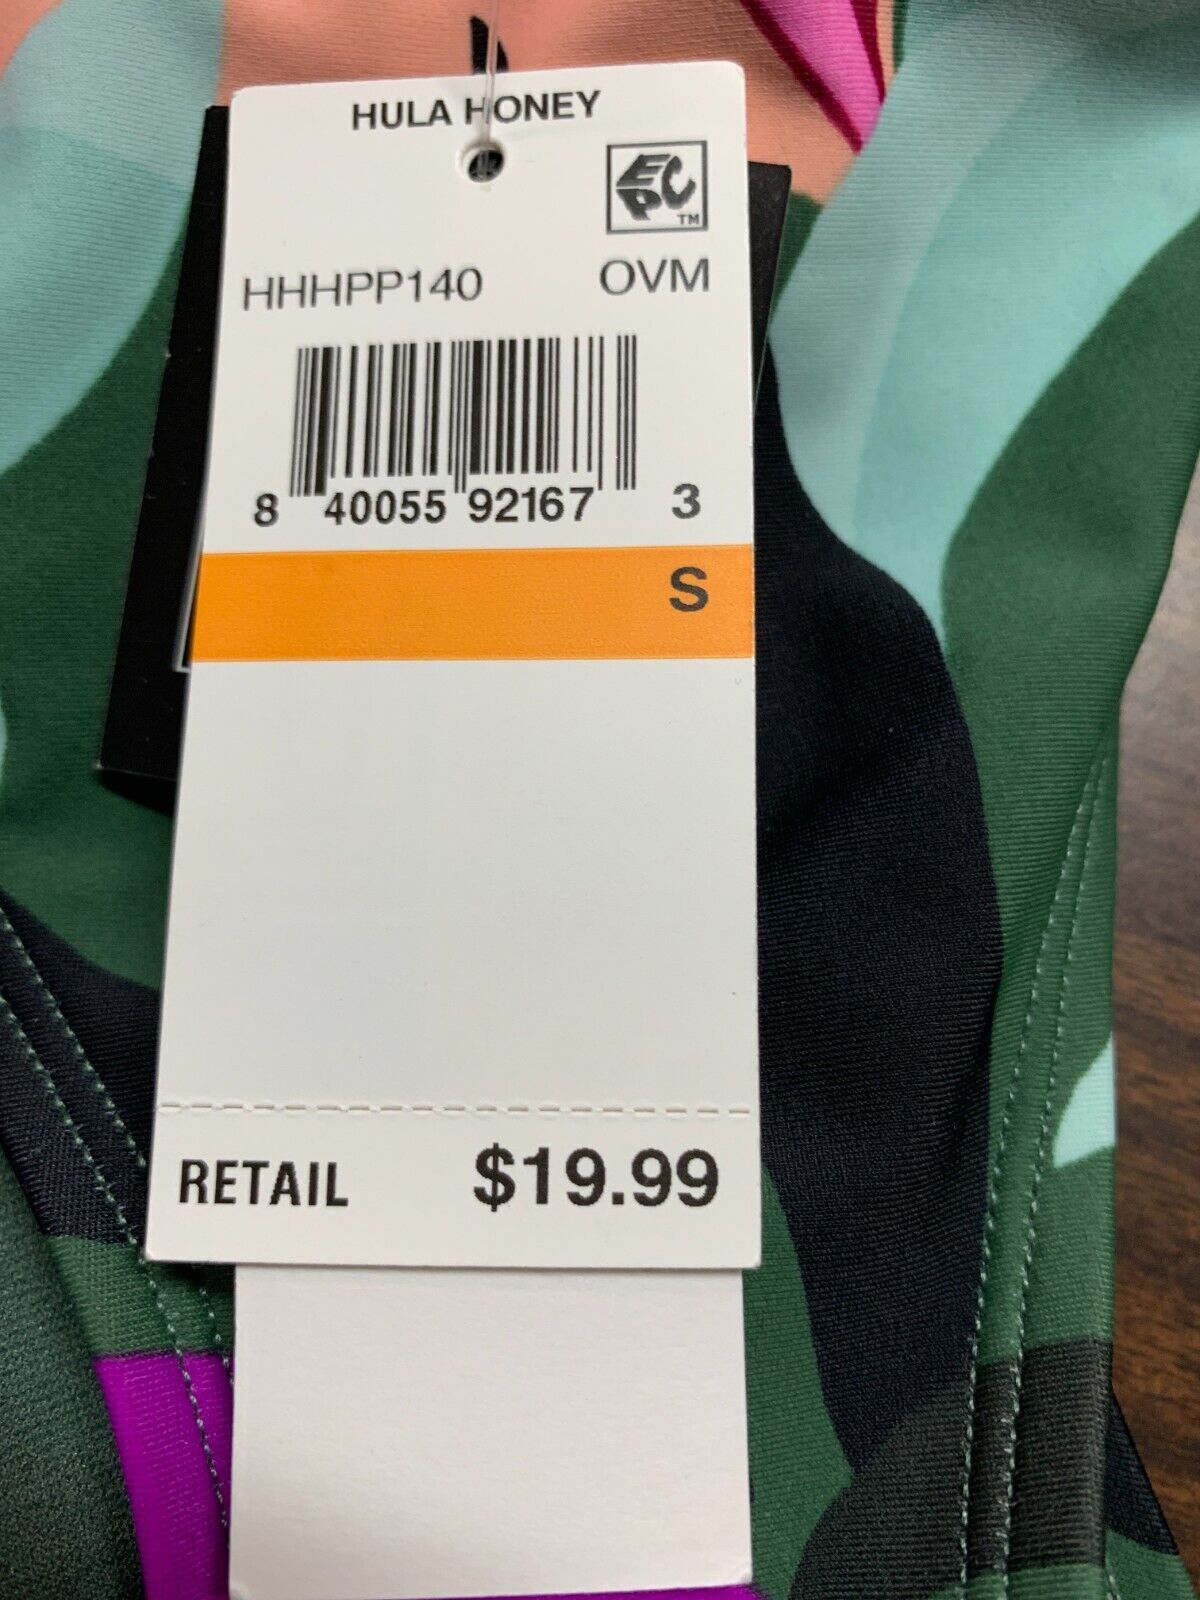 HULA HONEY
EPC
TM
HHHPP140 OVM
8 40055 92167 3
S
RETAIL $19.99